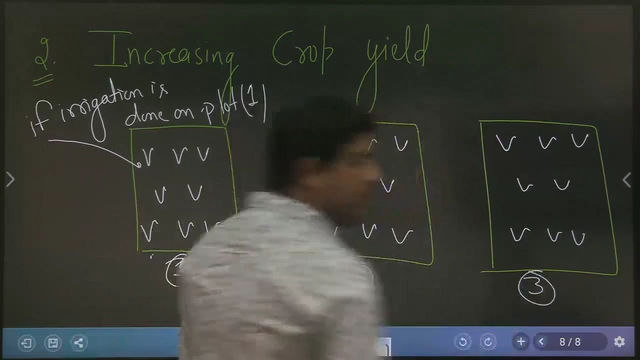 2. Increasing Crop yield
if irrigation is
done on plot (1)
V V V V V
V V V
V V V V V V
3
8/8